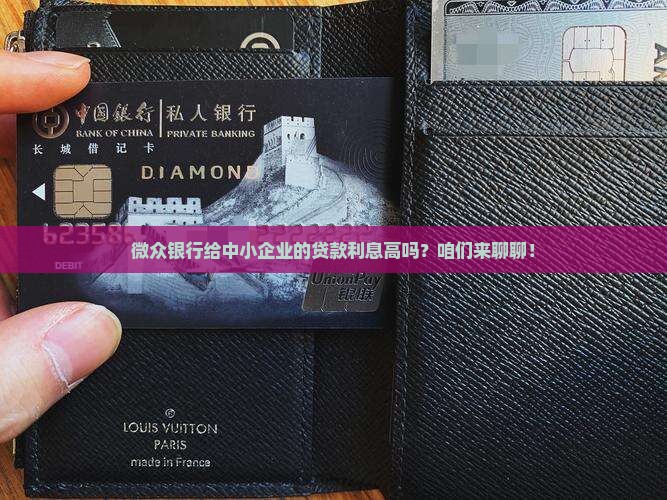 中国银行 私人银行
BANK OF CHINA PRIVATE BANKING
长城借记卡
DIAMOND
微众银行给中小企业的贷款利息高吗？咱们来聊聊！
DEBIT
UnionPay
银联
LOUIS VUITTON
PARIS
made in France